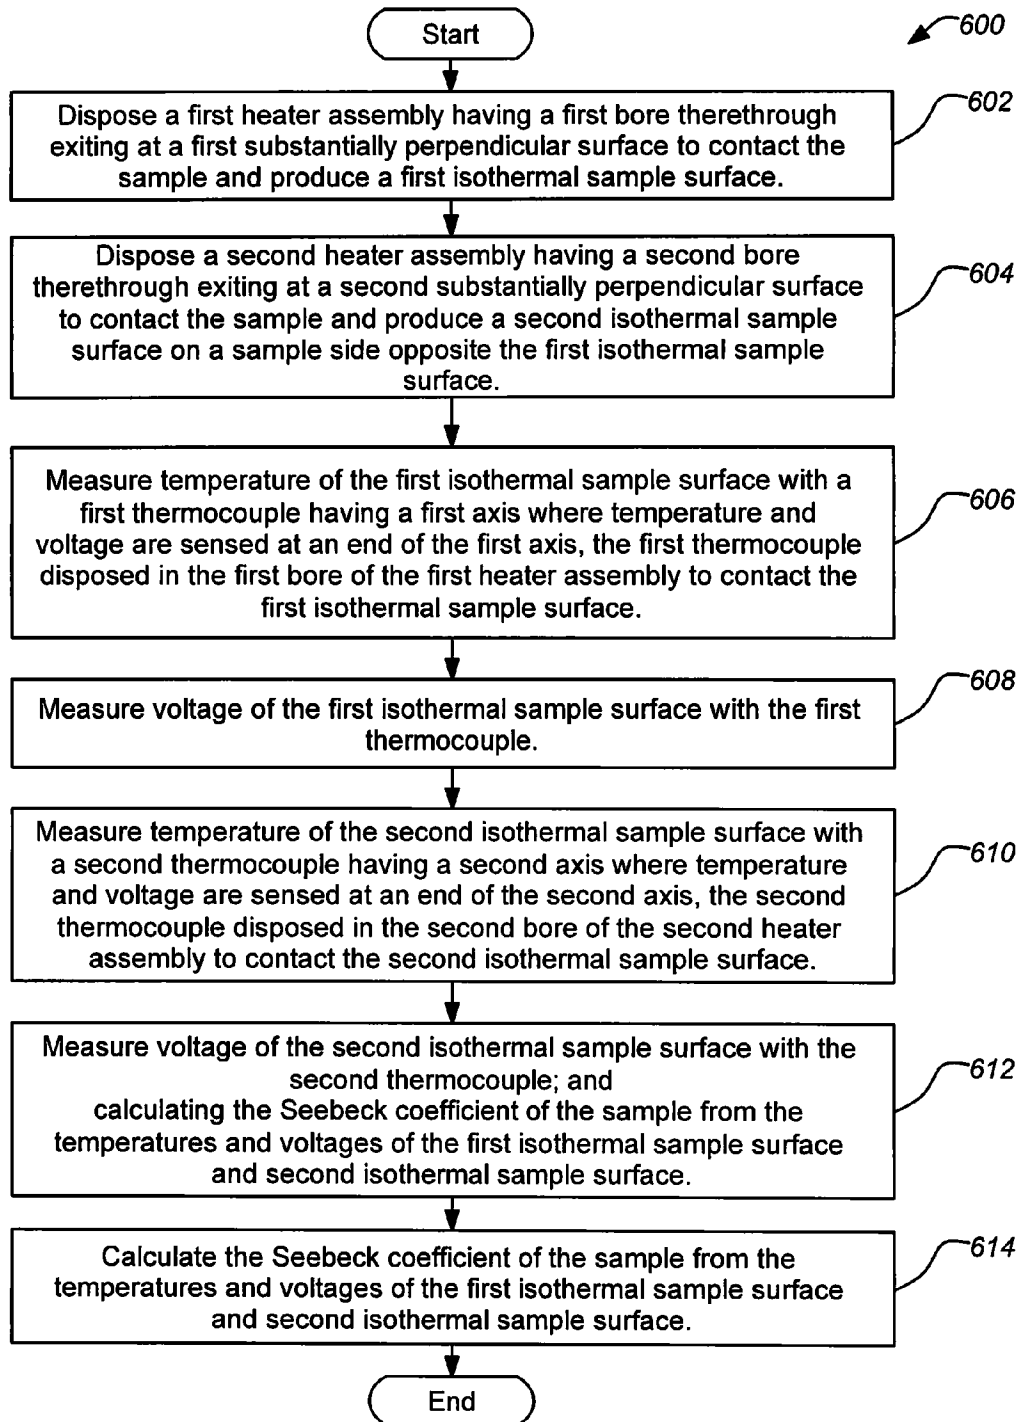 Start
600
Dispose a first heater assembly having a first bore therethrough
exiting at a first substantially perpendicular surface to contact the
sample and produce a first isothermal sample surface.
602
Dispose a second heater assembly having a second bore
therethrough exiting at a second substantially perpendicular surface
to contact the sample and produce a second isothermal sample
surface on a sample side opposite the first isothermal sample
surface.
604
Measure temperature of the first isothermal sample surface with a
first thermocouple having a first axis where temperature and
voltage are sensed at an end of the first axis, the first thermocouple
disposed in the first bore of the first heater assembly to contact the
first isothermal sample surface.
606
Measure voltage of the first isothermal sample surface with the first
thermocouple.
608
Measure temperature of the second isothermal sample surface with
a second thermocouple having a second axis where temperature
and voltage are sensed at an end of the second axis, the second
thermocouple disposed in the second bore of the second heater
assembly to contact the second isothermal sample surface.
610
Measure voltage of the second isothermal sample surface with the
second thermocouple; and
calculating the Seebeck coefficient of the sample from the
temperatures and voltages of the first isothermal sample surface
and second isothermal sample surface.
612
Calculate the Seebeck coefficient of the sample from the
temperatures and voltages of the first isothermal sample surface
and second isothermal sample surface.
614
End